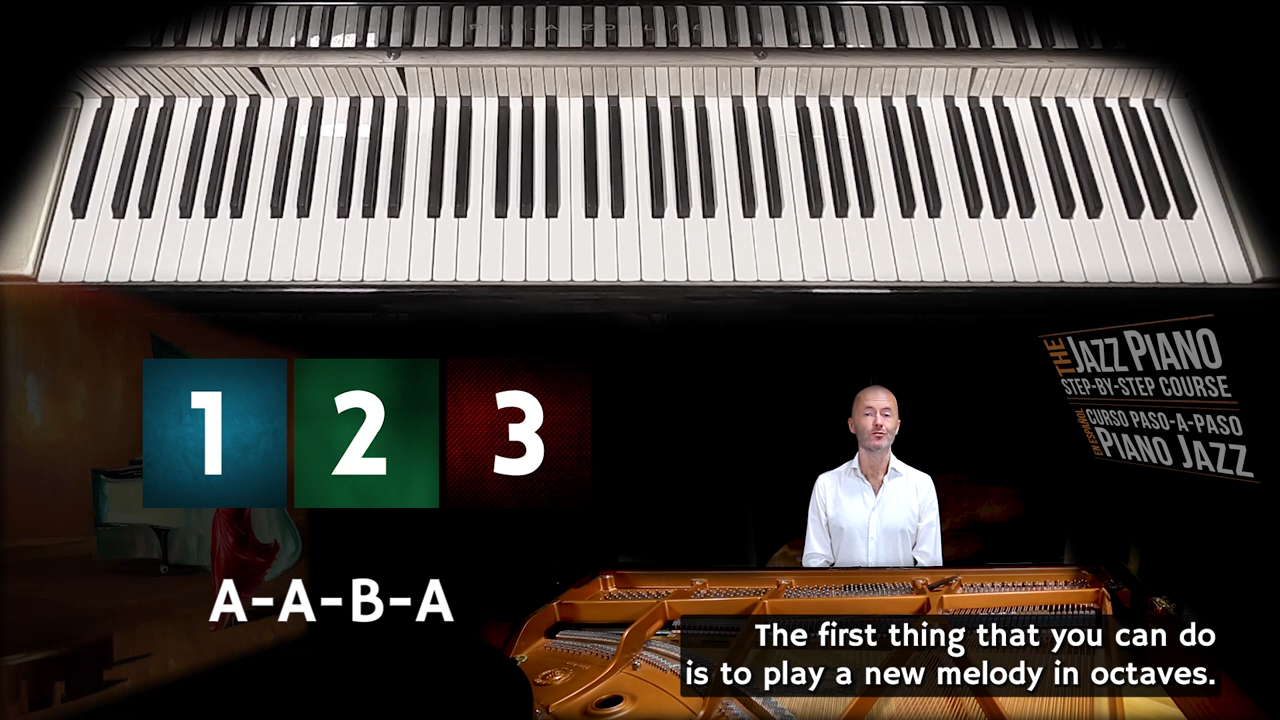 THE
JAZZ PIANO
STEP-BY-STEP COURSE
EN ESPAÑOL
CURSO PASO-A-PASO
PIANO JAZZ
1 2 3
A-A-B-A
The first thing that you can do
is to play a new melody in octaves.